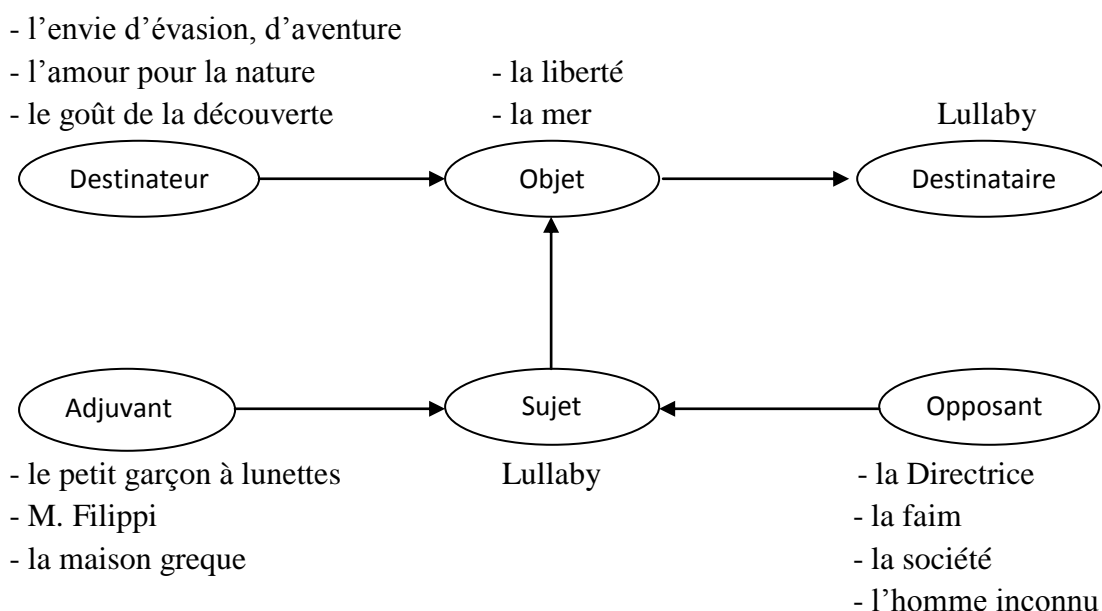 - l’envie d’évasion, d’aventure
- l’amour pour la nature
- la liberté
- le goût de la découverte
- la mer
Lullaby
Destinateur
Objet
Destinataire
Adjuvant
Sujet
Opposant
- le petit garçon à lunettes
Lullaby
- la Directrice
- M. Filippi
- la faim
- la maison greque
- la société
- l’homme inconnu